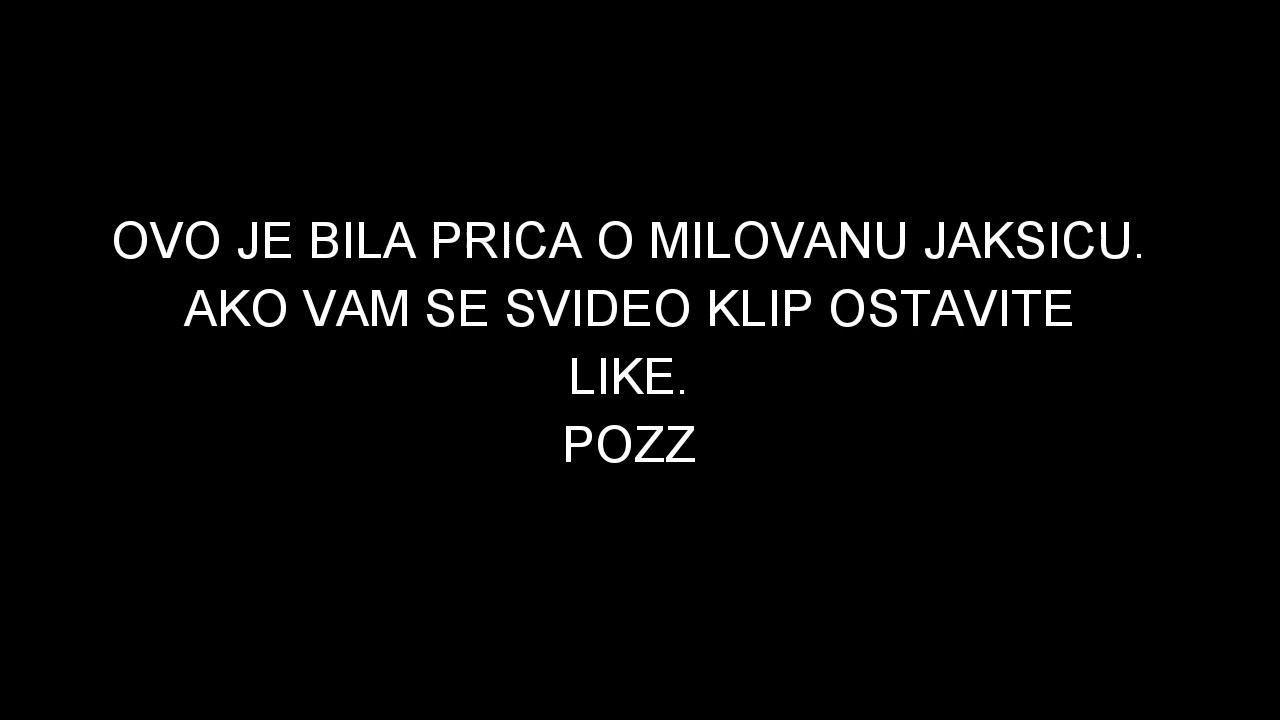 OVO JE BILA PRICA O MILOVANU JAKSICU.
AKO VAM SE SVIDEO KLIP OSTAVITE
LIKE.
POZZ